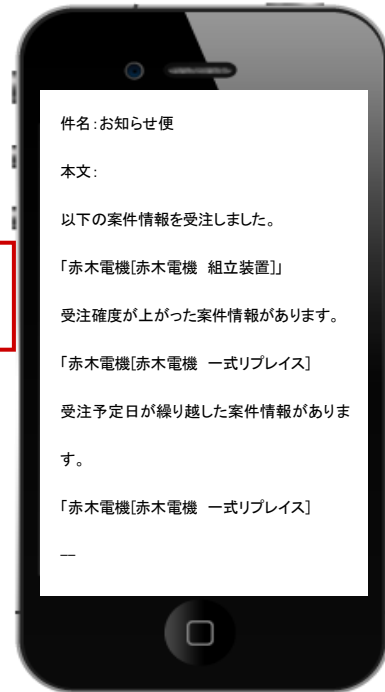 件名：お知らせ便
本文：
以下の案件情報を受注しました。
「赤木電機[赤木電機　組立装置]」
受注確度が上がった案件情報があります。
「赤木電機[赤木電機　一式リプレイス]
受注予定日が繰り越した案件情報がありま
す。
「赤木電機[赤木電機　一式リプレイス]
--